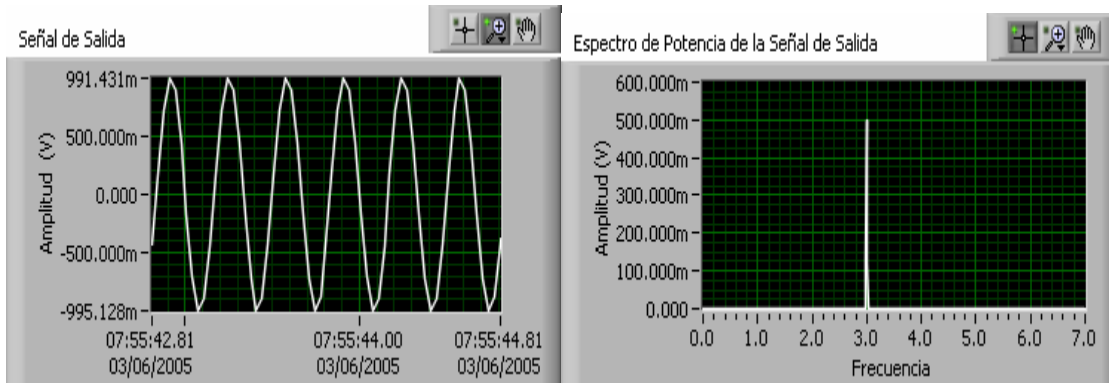 Señal de Salida
991.431m
500.000m
0.000
-500.000m
-995.128m
Amplitud (v)
07:55:42.81
03/06/2005
07:55:44.00
03/06/2005
07:55:44.81
03/06/2005
Espectro de Potencia de la Señal de Salida
600.000m
500.000m
400.000m
300.000m
200.000m
100.000m
0.000
Amplitud (v)
0.0 1.0 2.0 3.0 4.0 5.0 6.0 7.0
Frecuencia